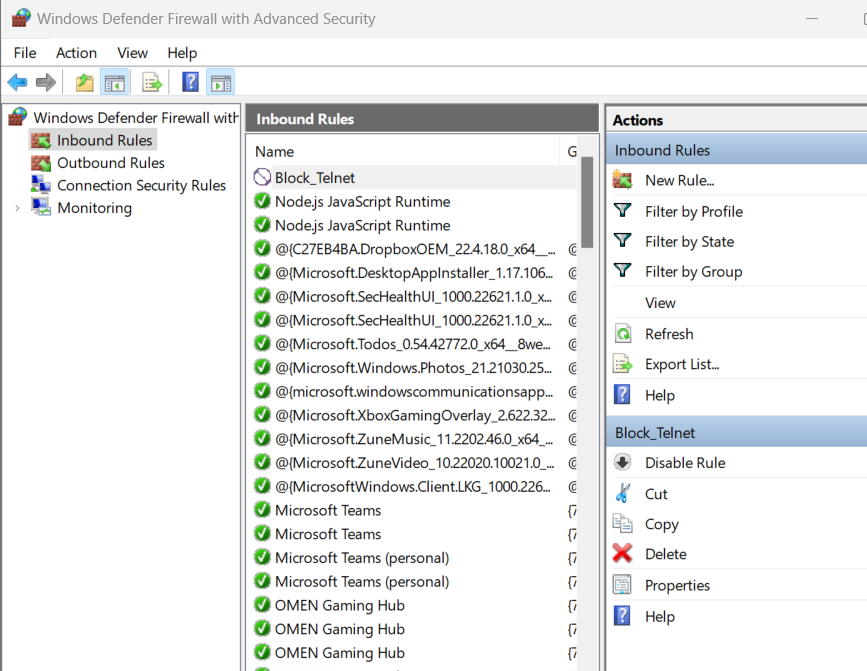 Windows Defender Firewall with Advanced Security
File Action View Help
Windows Defender Firewall with
Inbound Rules
Outbound Rules
Connection Security Rules
Monitoring
Inbound Rules
Name G
Block_Telnet
Node.js JavaScript Runtime
Node.js JavaScript Runtime
@{C27EB4BA.DropboxOEM_22.4.18.0_x64__... @
@{Microsoft.DesktopAppInstaller_1.17.106... @
@{Microsoft.SecHealthUI_1000.22621.1.0_x... @
@{Microsoft.SecHealthUI_1000.22621.1.0_x... @
@{Microsoft.Todos_0.54.42772.0_x64__8we... @
@{Microsoft.Windows.Photos_21.21030.25... @
@{microsoft.windowscommunicationsapp... @
@{Microsoft.XboxGamingOverlay_2.622.32... @
@{Microsoft.ZuneMusic_11.2202.46.0_x64_... @
@{Microsoft.ZuneVideo_10.22020.10021.0_... @
@{MicrosoftWindows.Client.LKG_1000.226... @
Microsoft Teams {7
Microsoft Teams {7
Microsoft Teams (personal) {7
Microsoft Teams (personal) {7
OMEN Gaming Hub {7
OMEN Gaming Hub {7
OMEN Gaming Hub {7
Actions
Inbound Rules
New Rule...
Filter by Profile
Filter by State
Filter by Group
View
Refresh
Export List...
Help
Block_Telnet
Disable Rule
Cut
Copy
Delete
Properties
Help